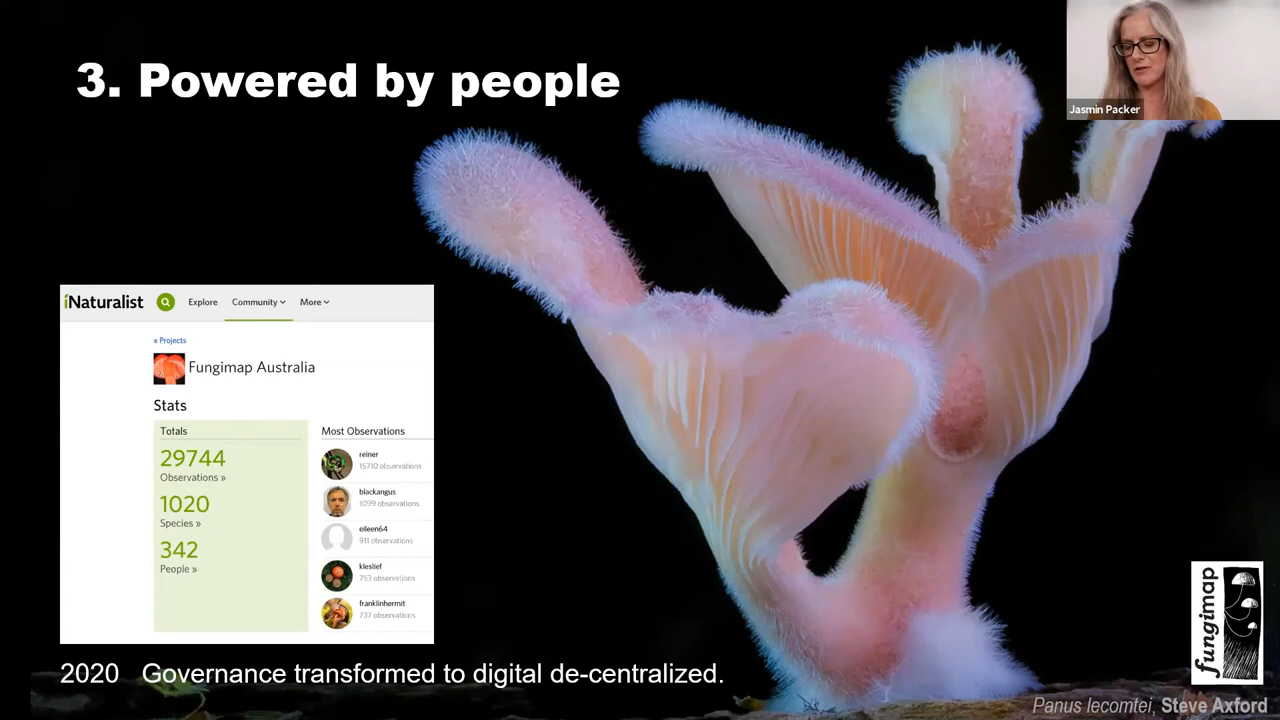 3. Powered by people
Jasmin Packer
iNaturalist
Explore
Community
More
« Projects
Fungimap Australia
Stats
Totals
29744
Observations »
1020
Species »
342
People »
Most Observations
reiner
15710 observations
blackangus
1099 observations
eileen64
911 observations
kleslief
753 observations
franklinhermit
737 observations
2020 Governance transformed to digital de-centralized.
fungimap
Panus lecomtei, Steve Axford